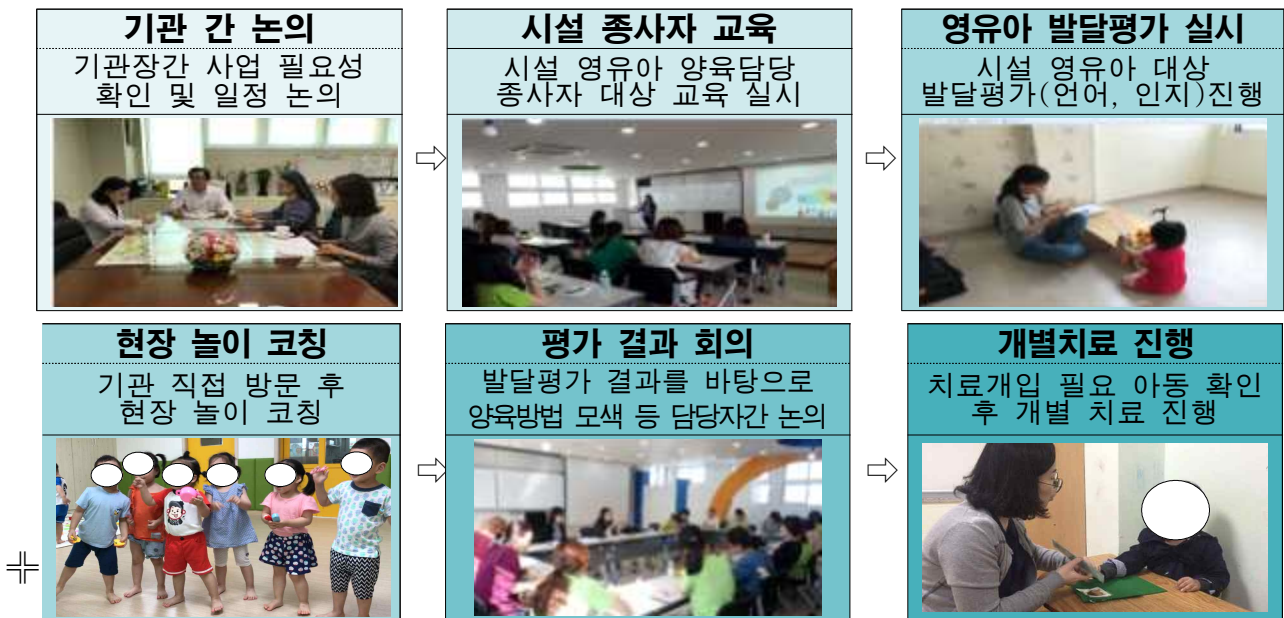 기관 간 논의
기관장간 사업 필요성
확인 및 일정 논의
⇨
시설 종사자 교육
시설 영유아 양육담당
종사자 대상 교육 실시
⇨
영유아 발달평가 실시
시설 영유아 대상
발달평가(언어, 인지)진행
현장 놀이 코칭
기관 직접 방문 후
현장 놀이 코칭
⇨
평가 결과 회의
발달평가 결과를 바탕으로
양육방법 모색 등 담당자간 논의
⇨
개별치료 진행
치료개입 필요 아동 확인
후 개별 치료 진행